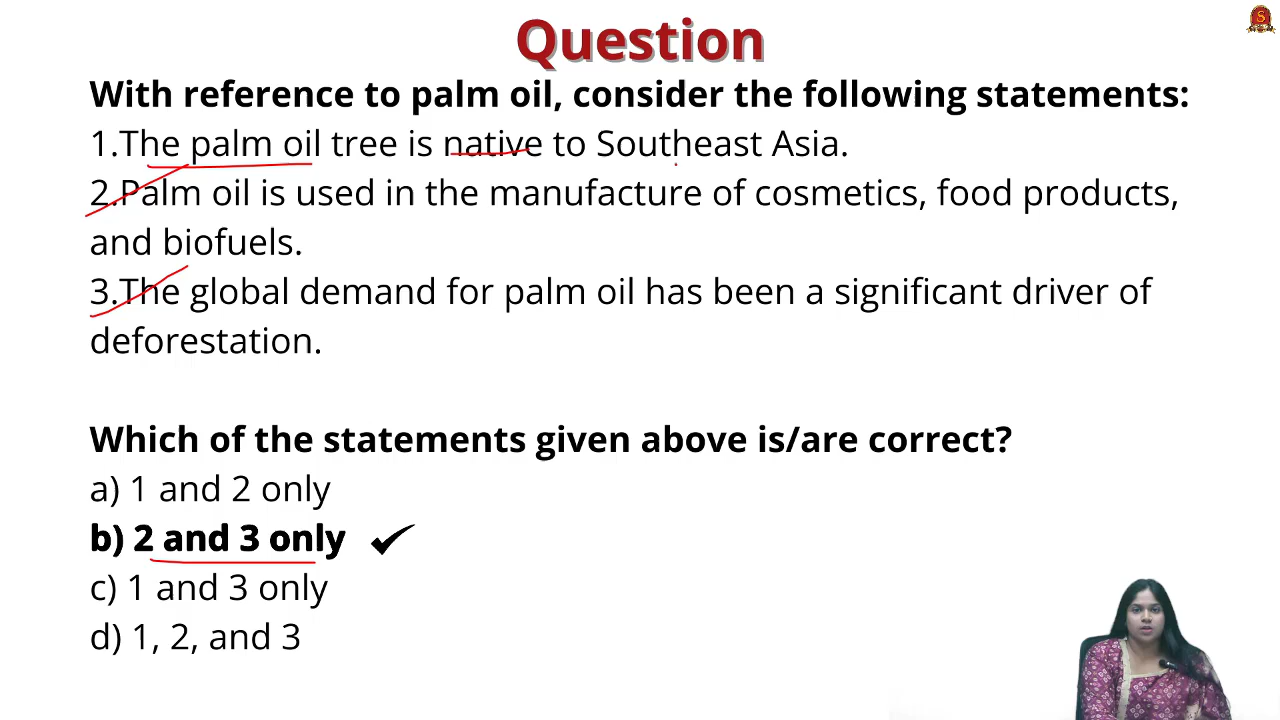 Question
With reference to palm oil, consider the following statements:
1.The palm oil tree is native to Southeast Asia.
2.Palm oil is used in the manufacture of cosmetics, food products,
and biofuels.
3.The global demand for palm oil has been a significant driver of
deforestation.
Which of the statements given above is/are correct?
a) 1 and 2 only
b) 2 and 3 only
c) 1 and 3 only
d) 1, 2, and 3
S